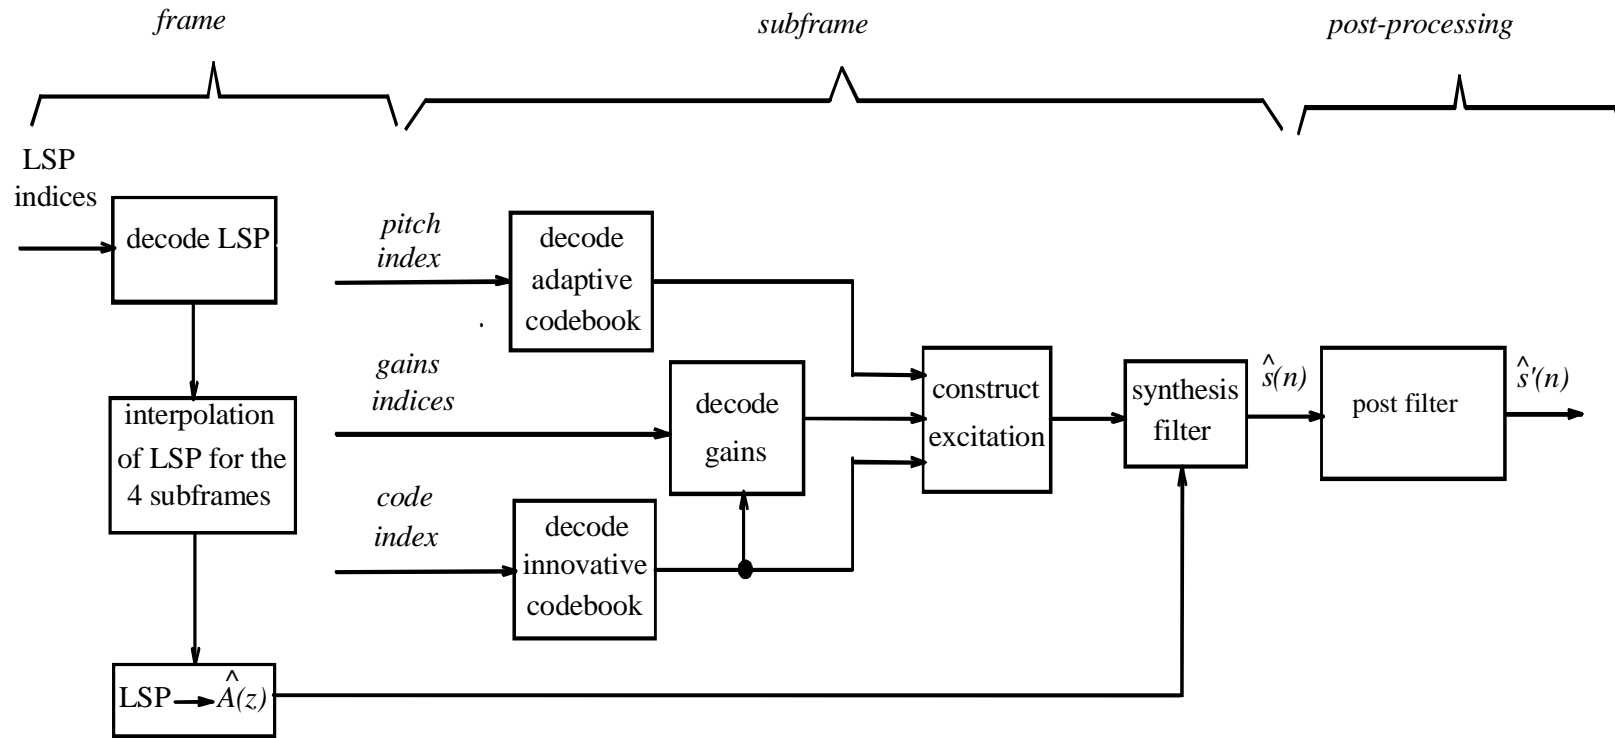 frame
subframe
post-processing
LSP
indices
decode LSP
interpolation
of LSP for the
4 subframes
LSP Â(z)
pitch
index
decode
adaptive
codebook
gains
indices
decode
gains
code
index
decode
innovative
codebook
construct
excitation
synthesis
filter
ŝ(n)
post filter
ŝ'(n)